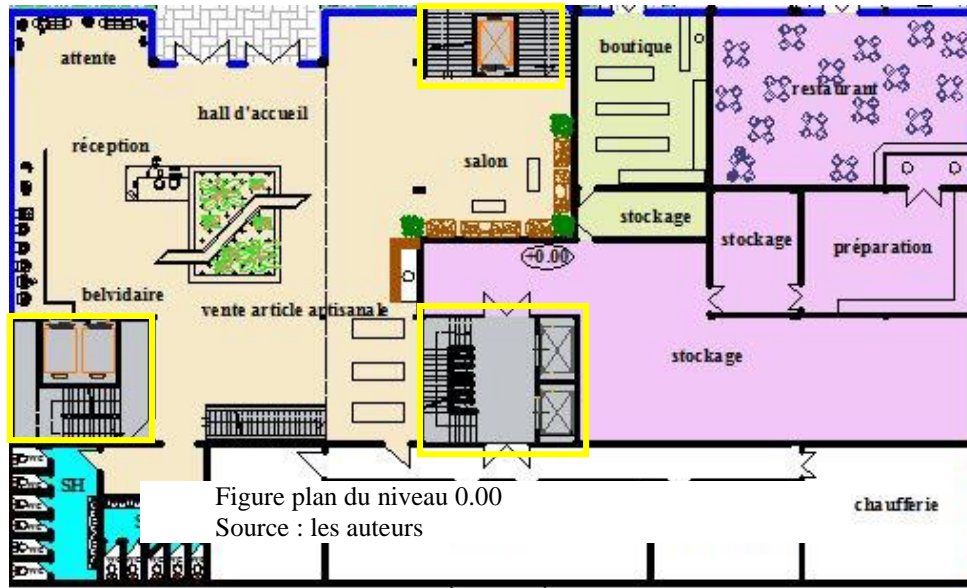 attente
boutique
restaurant
hall d'accueil
réception
salon
stockage
stockage
préparation
+0.00
belvidaire
vente article artisanale
stockage
SH
chaufferie
Figure plan du niveau 0.00
Source : les auteurs